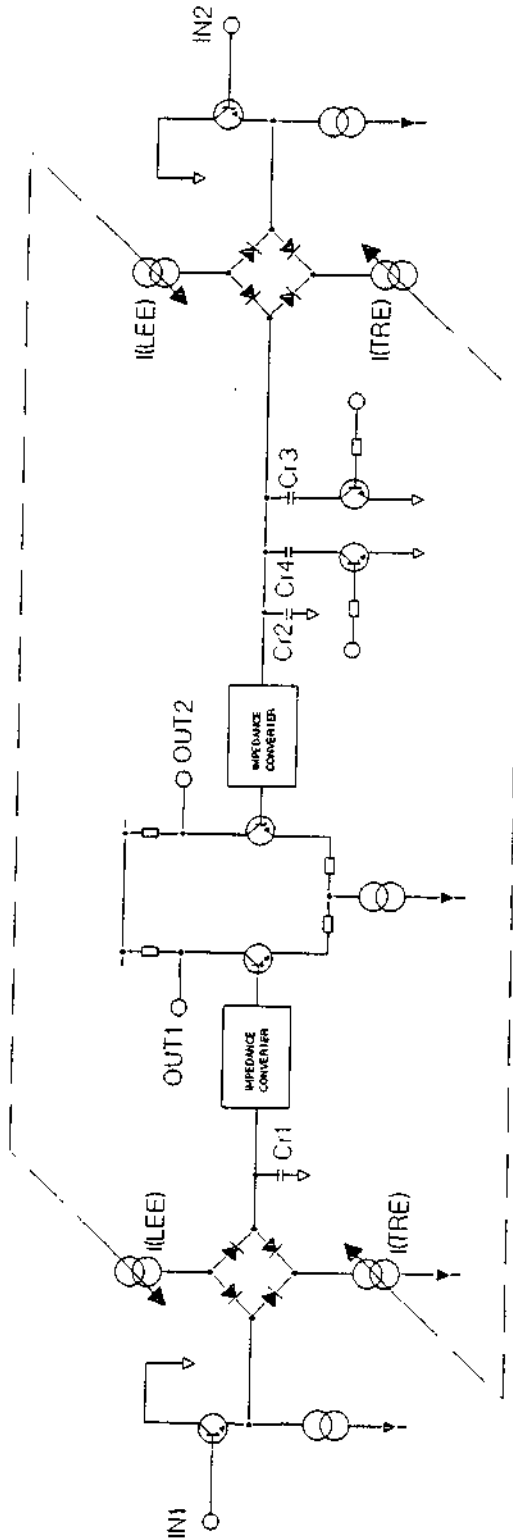 IN1
I(LEE)
I(TRE)
Cr1
IMPEDANCE
CONVERTER
OUT1
OUT2
IMPEDANCE
CONVERTER
Cr2
Cr4
Cr3
I(LEE)
I(TRE)
IN2